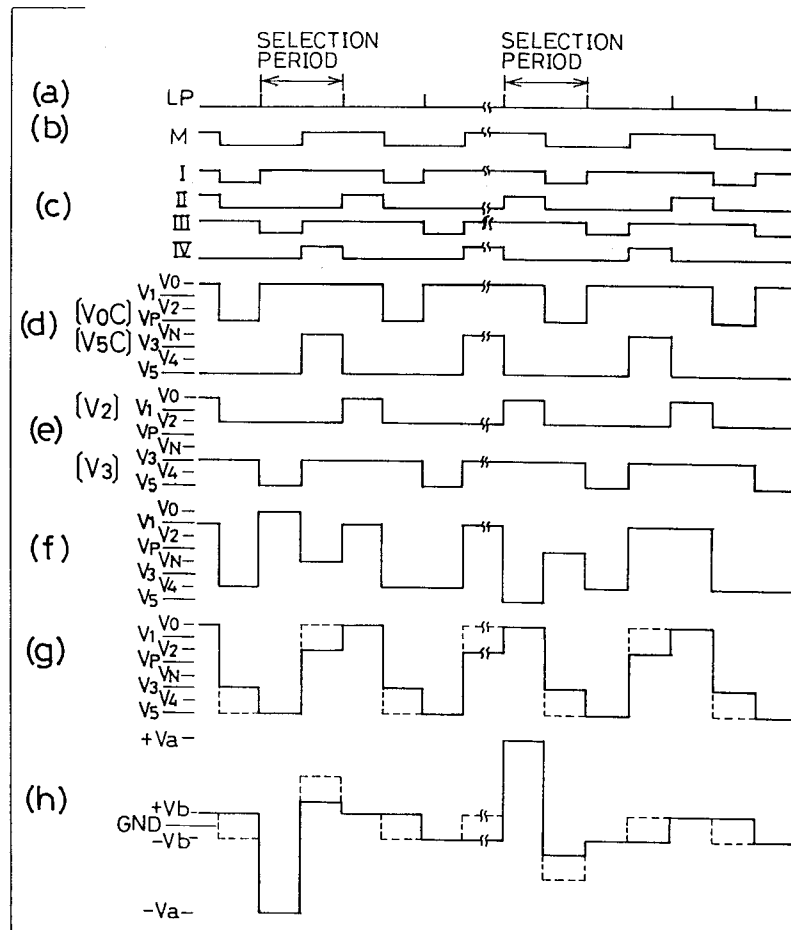 SELECTION PERIOD SELECTION PERIOD
(a) LP
(b) M
I
(c) II
III
IV
V0
V1
[V0C] V2
(d) VP
[V5C] VN
V3
V4
V5
[V2] V0
V1
V2
(e) VP
VN
[V3] V3
V4
V5
V0
V1
V2
(f) VP
VN
V3
V4
V5
V0
V1
(g) V2
VP
VN
V3
V4
V5
+Va
(h) +Vb
GND
-Vb
-Va